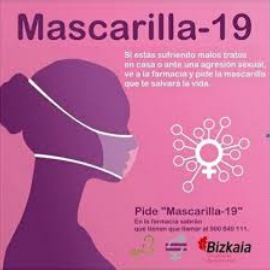 Mascarilla-19
Si estas sufriendo malos tratos
en casa o ante una agresión sexual,
ve a la farmacia y pide la mascarilla
que te salvará la vida.
Pide "Mascarilla-19"
En la farmacia sabrán
que tienen que llamar al 900 840 111.
Bizkaia